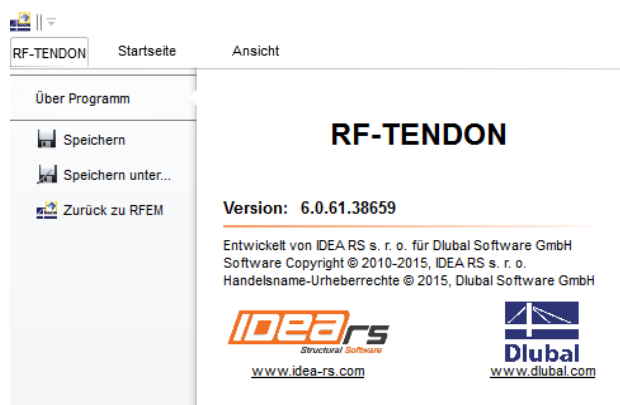 RF-TENDON Startseite Ansicht
Über Programm
Speichern
Speichern unter...
Zurück zu RFEM
RF-TENDON
Version: 6.0.61.38659
Entwickelt von IDEA RS s. r. o. für Dlubal Software GmbH
Software Copyright © 2010-2015, IDEA RS s. r. o.
Handelsname-Urheberrechte © 2015, Dlubal Software GmbH
IDEA RS
Structural Software
www.idea-rs.com
Dlubal
www.dlubal.com